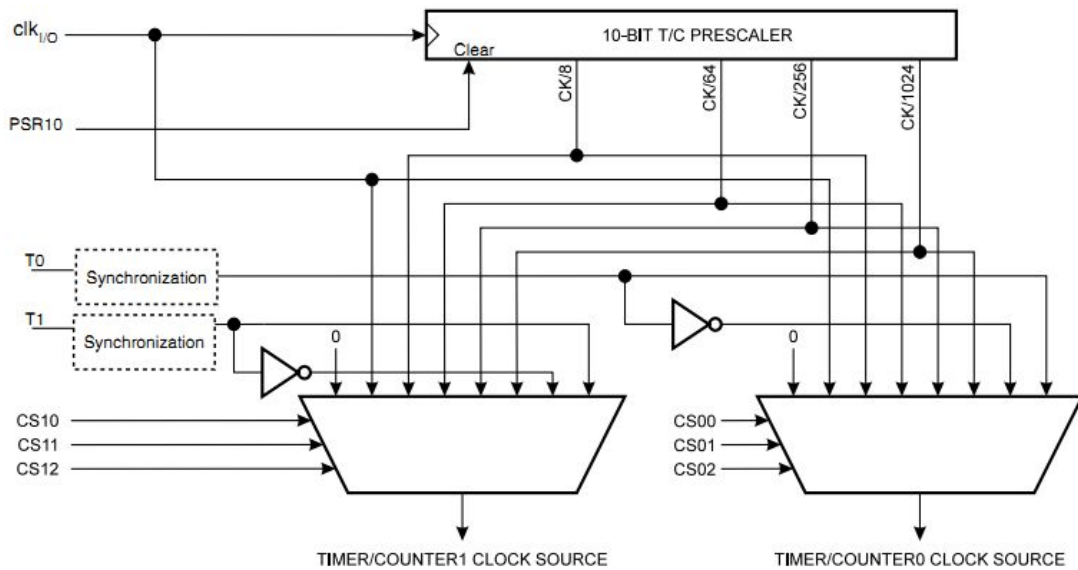 clkI/O
10-BIT T/C PRESCALER
Clear
CK/8
CK/64
CK/256
CK/1024
PSR10
T0
Synchronization
T1
Synchronization
0
0
CS10
CS11
CS12
CS00
CS01
CS02
TIMER/COUNTER1 CLOCK SOURCE
TIMER/COUNTER0 CLOCK SOURCE